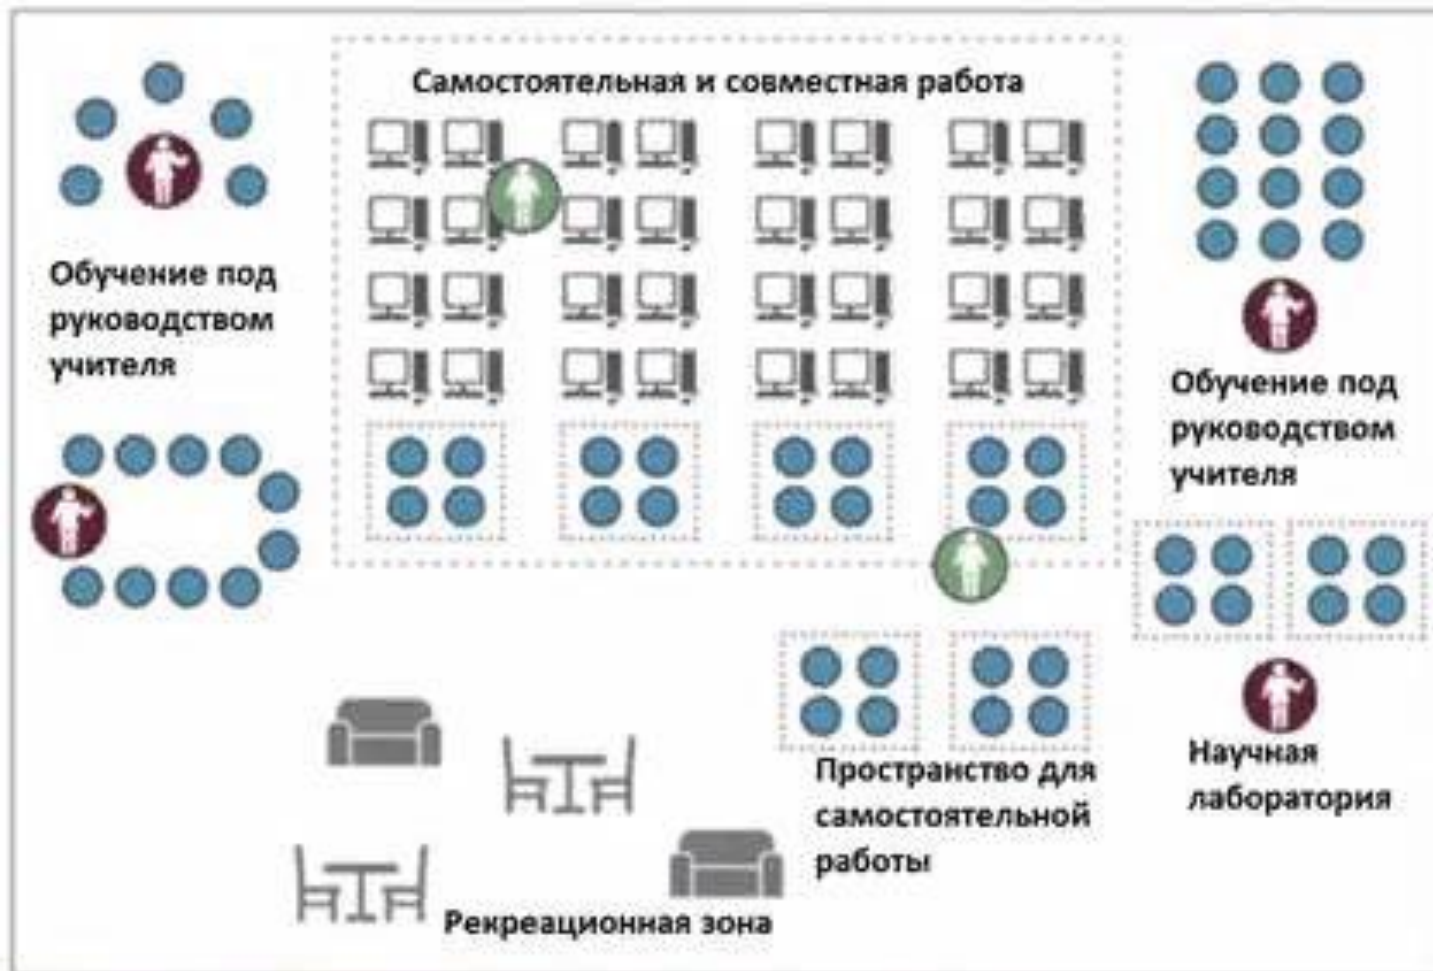 Самостоятельная и совместная работа
Обучение под
руководством
учителя
Обучение под
руководством
учителя
Пространство для
самостоятельной
работы
Научная
лаборатория
Рекреационная зона